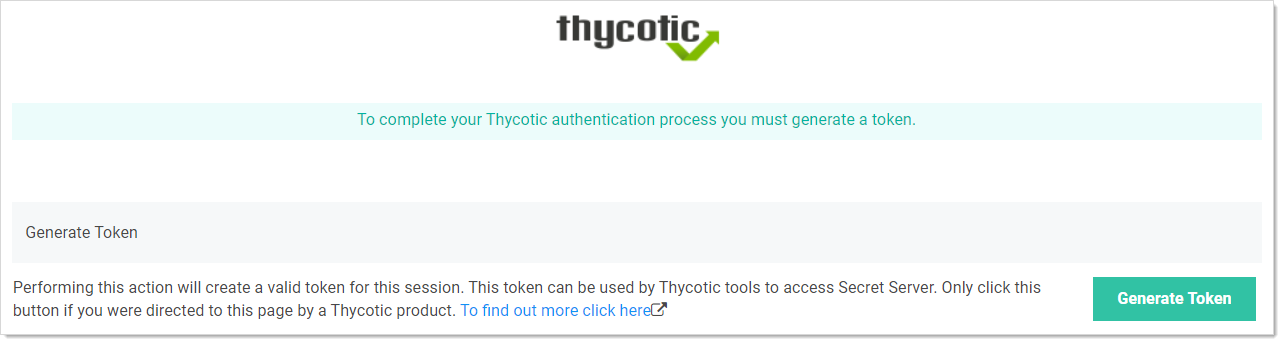 thycotic
To complete your Thycotic authentication process you must generate a token.
Generate Token
Performing this action will create a valid token for this session. This token can be used by Thycotic tools to access Secret Server. Only click this
button if you were directed to this page by a Thycotic product. To find out more click here
Generate Token